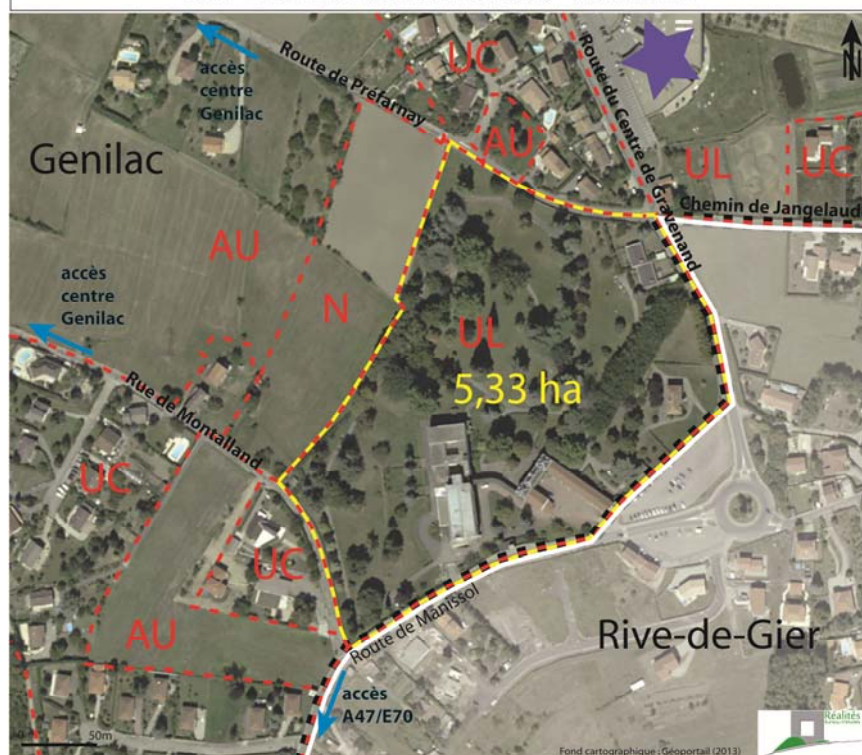 accès
centre
Genilac
Route de Préfarnay
UC
Route du Centre de Gravenand
N
Genilac
AU
UL
UC
Chemin de Jangelaud
AU
accès
centre
Genilac
N
UL
5,33 ha
Rue de Montalland
UC
UC
AU
Route de Manissol
Rive-de-Gier
accès
A47/E70
50m
Réalités
Fond cartographique : Géoportail (2013)